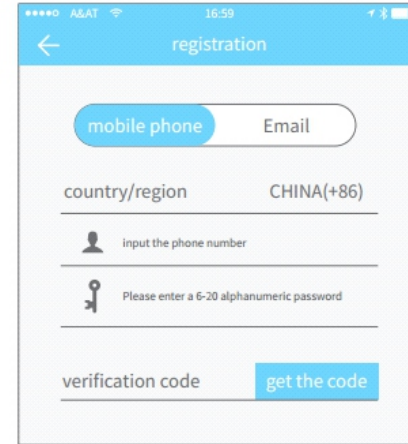 A&AT 16:59
registration
mobile phone Email
country/region CHINA(+86)
input the phone number
Please enter a 6-20 alphanumeric password
verification code get the code